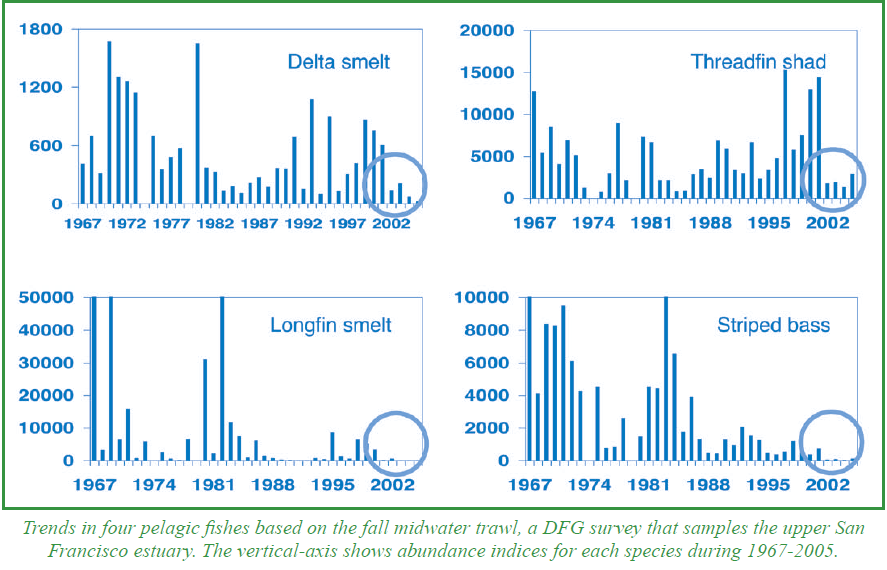 1800
Delta smelt
1200
600
0
1967 1972 1977 1982 1987 1992 1997 2002
20000
Threadfin shad
15000
10000
5000
0
1967 1974 1981 1988 1995 2002
50000
Longfin smelt
40000
30000
20000
10000
0
1967 1974 1981 1988 1995 2002
10000
Striped bass
8000
6000
4000
2000
0
1967 1974 1981 1988 1995 2002
Trends in four pelagic fishes based on the fall midwater trawl, a DFG survey that samples the upper San
Francisco estuary. The vertical-axis shows abundance indices for each species during 1967-2005.